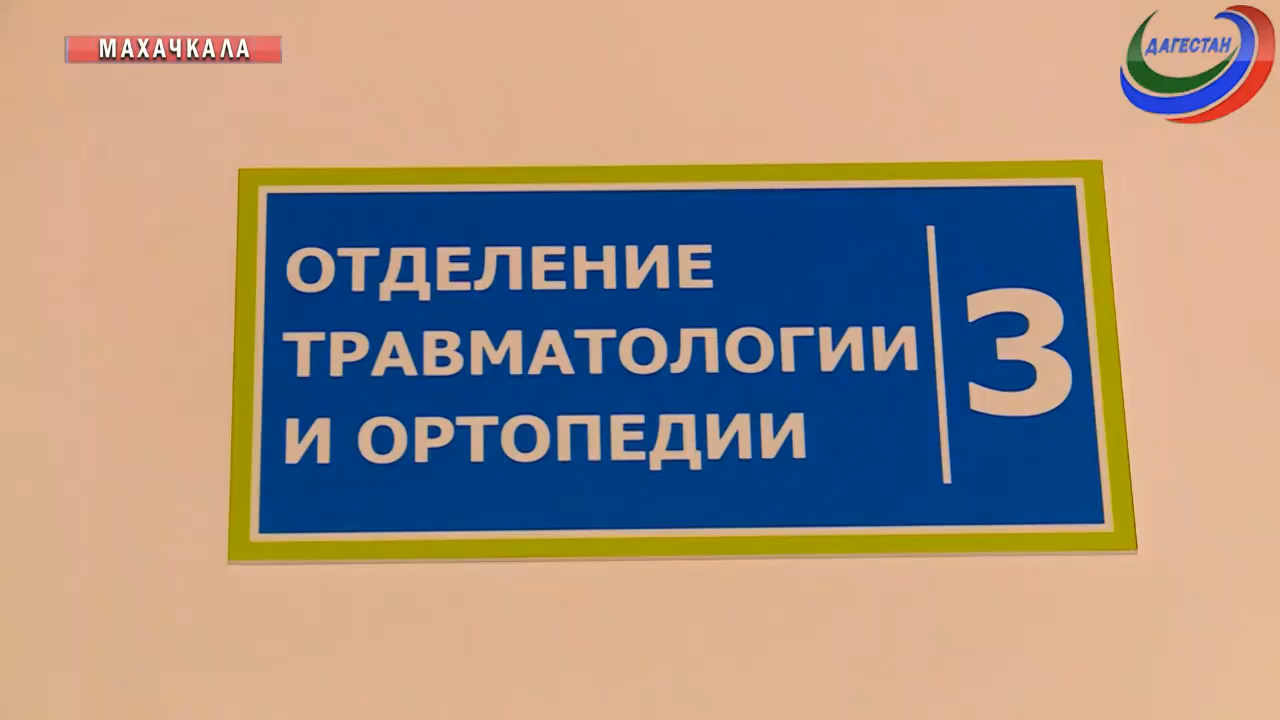 МАХАЧКАЛА
ДАГЕСТАН
ОТДЕЛЕНИЕ
ТРАВМАТОЛОГИИ
И ОРТОПЕДИИ
3